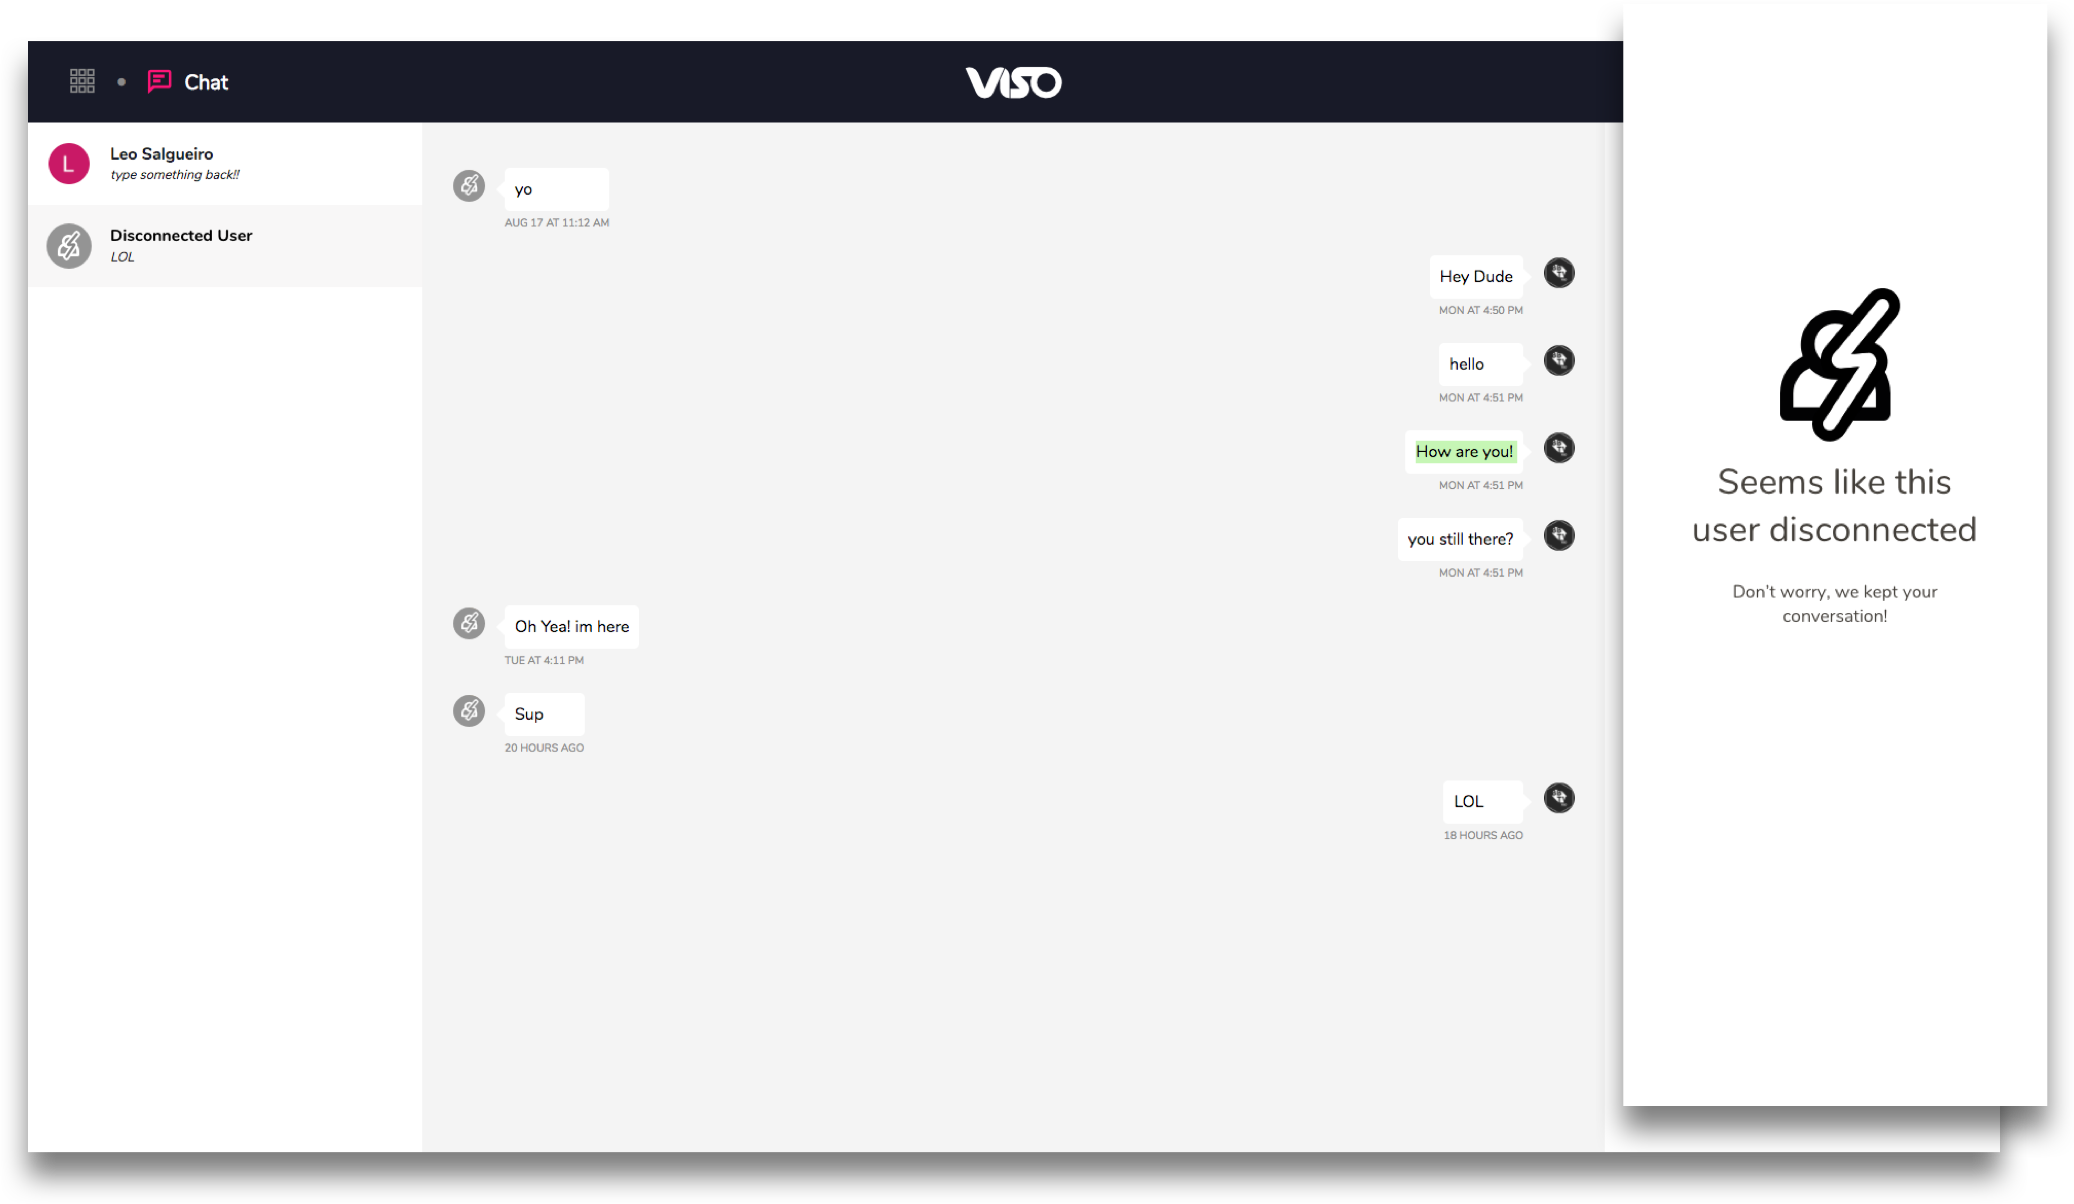 Chat
VISO
L
Leo Salgueiro
type something back!!
Disconnected User
LOL
yo
AUG 17 AT 11:12 AM
Hey Dude
MON AT 4:50 PM
hello
MON AT 4:51 PM
How are you!
MON AT 4:51 PM
you still there?
MON AT 4:51 PM
Oh Yea! im here
TUE AT 4:11 PM
Sup
20 HOURS AGO
LOL
18 HOURS AGO
Seems like this
user disconnected
Don't worry, we kept your
conversation!